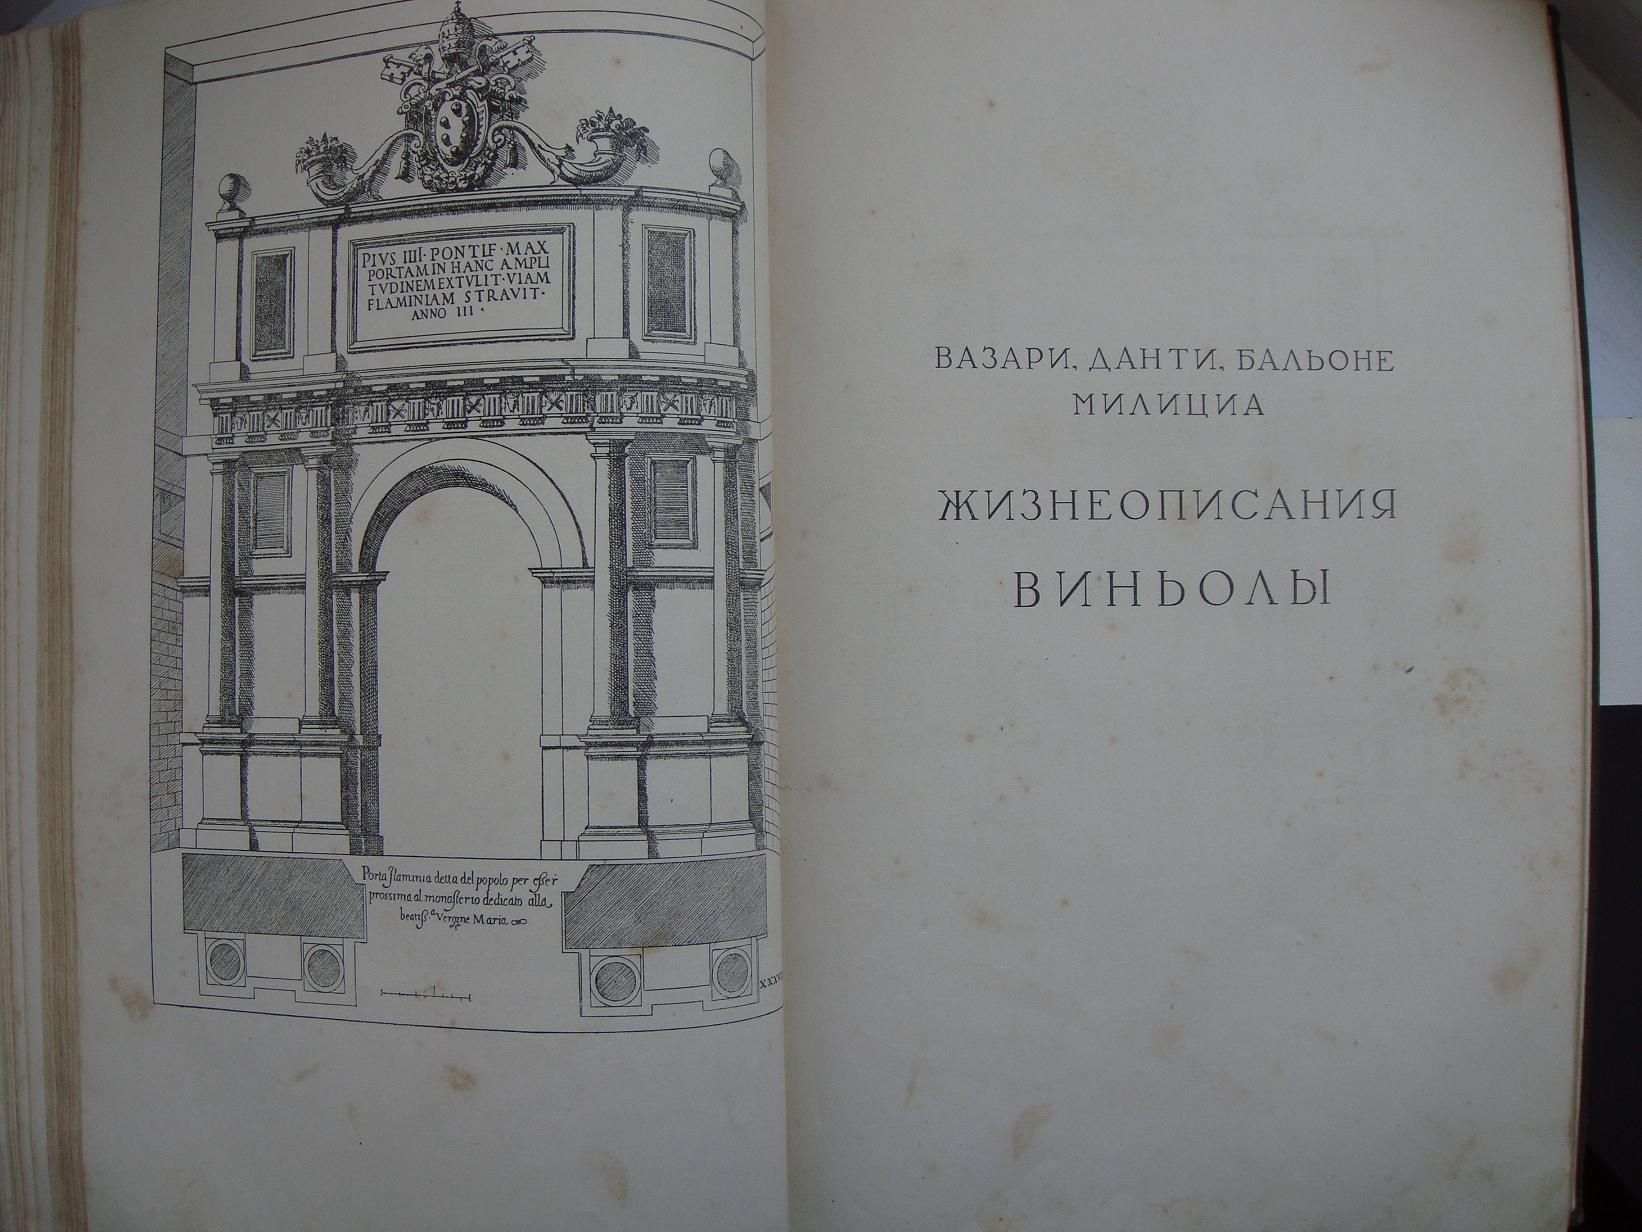 PIVS IIII · PONTIF · MAX
PORTAM IN HANC AMPLI
TVDINEM EXTVLIT · VIAM
FLAMINIAM STRAVIT ·
ANNO III ·
Porta Flaminia detta del popolo per esser
prossima al monasterio dedicato alla
beatiss.a Vergine Maria
ВАЗАРИ, ДАНТИ, БАЛЬОНЕ
МИЛИЦИА
ЖИЗНЕОПИСАНИЯ
ВИНЬОЛЫ